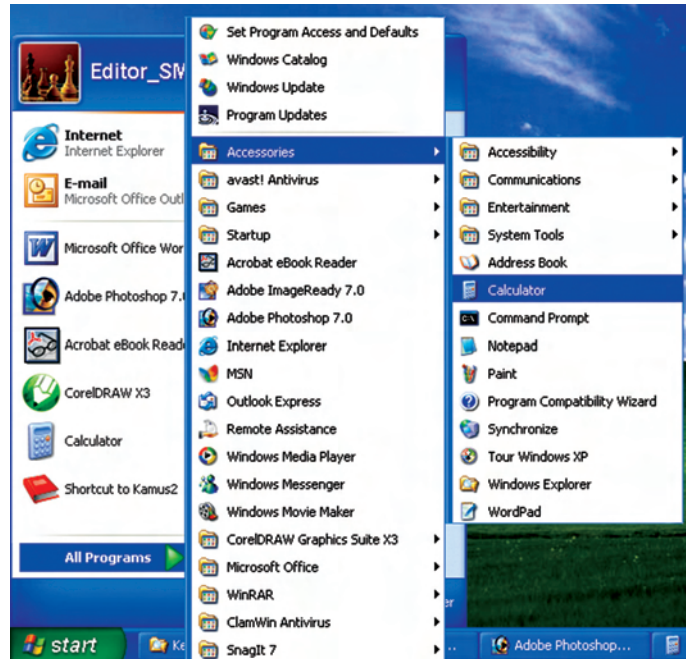 Editor_SM
Internet
Internet Explorer
E-mail
Microsoft Office Outl
Microsoft Office Wor
Adobe Photoshop 7.
Acrobat eBook Reade
CorelDRAW X3
Calculator
Shortcut to Kamus2
All Programs
Set Program Access and Defaults
Windows Catalog
Windows Update
Program Updates
Accessories
avast! Antivirus
Games
Startup
Acrobat eBook Reader
Adobe ImageReady 7.0
Adobe Photoshop 7.0
Internet Explorer
MSN
Outlook Express
Remote Assistance
Windows Media Player
Windows Messenger
Windows Movie Maker
CorelDRAW Graphics Suite X3
Microsoft Office
WinRAR
ClamWin Antivirus
SnagIt 7
Accessibility
Communications
Entertainment
System Tools
Address Book
Calculator
Command Prompt
Notepad
Paint
Program Compatibility Wizard
Synchronize
Tour Windows XP
Windows Explorer
WordPad
start
Ke
Adobe Photoshop...